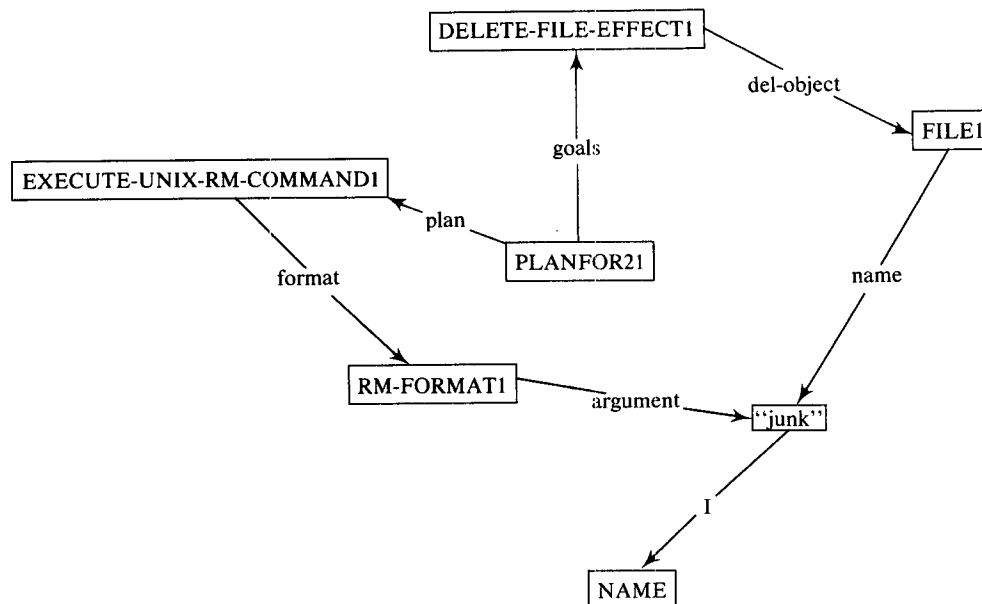 DELETE-FILE-EFFECT1
del-object
FILE1
goals
EXECUTE-UNIX-RM-COMMAND1
plan
PLANFOR21
format
name
RM-FORMAT1
argument
“junk”
I
NAME